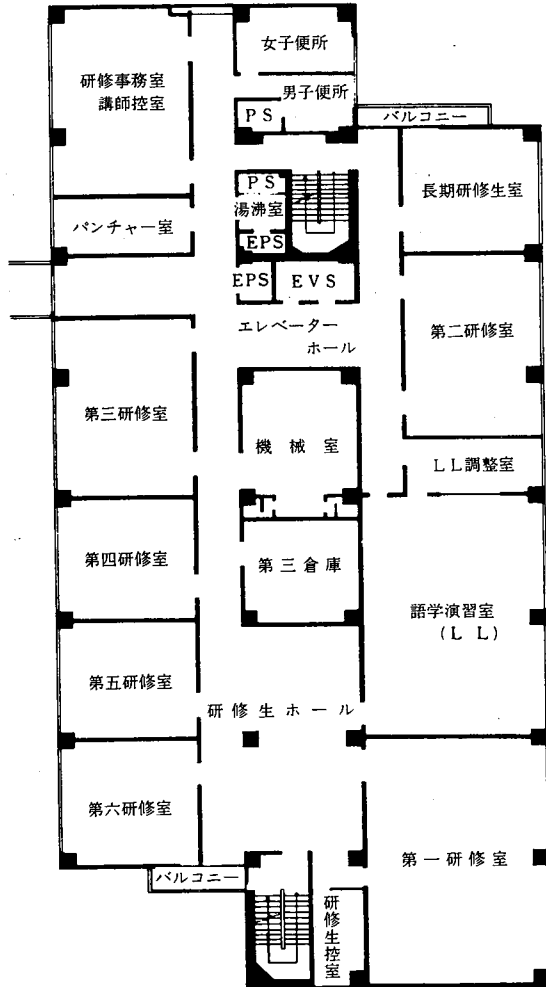 女子便所
研修事務室
講師控室
男子便所
PS
バルコニー
PS
長期研修生室
湯沸室
パンチャー室
EPS
EPS
EVS
エレベーター
ホール
第二研修室
第三研修室
機械室
LL調整室
第四研修室
第三倉庫
語学演習室
(LL)
第五研修室
研修生ホール
第六研修室
第一研修室
バルコニー
研修生控室